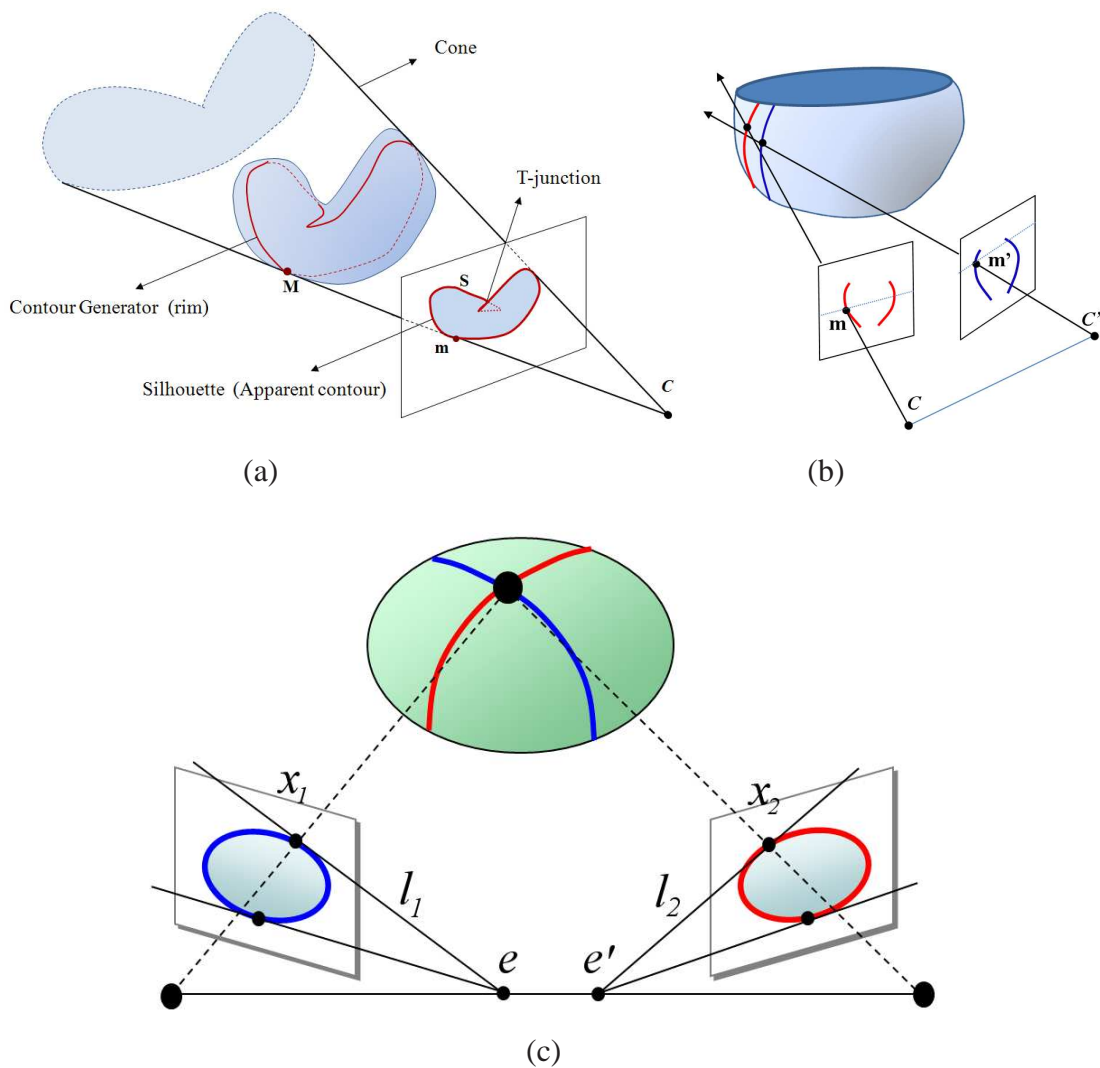 Cone
T-junction
S
M
Contour Generator (rim)
m
Silhouette (Apparent contour)
C
(a)
m
m’
C
C’
(b)
x1
l1
e
e′
l2
x2
(c)